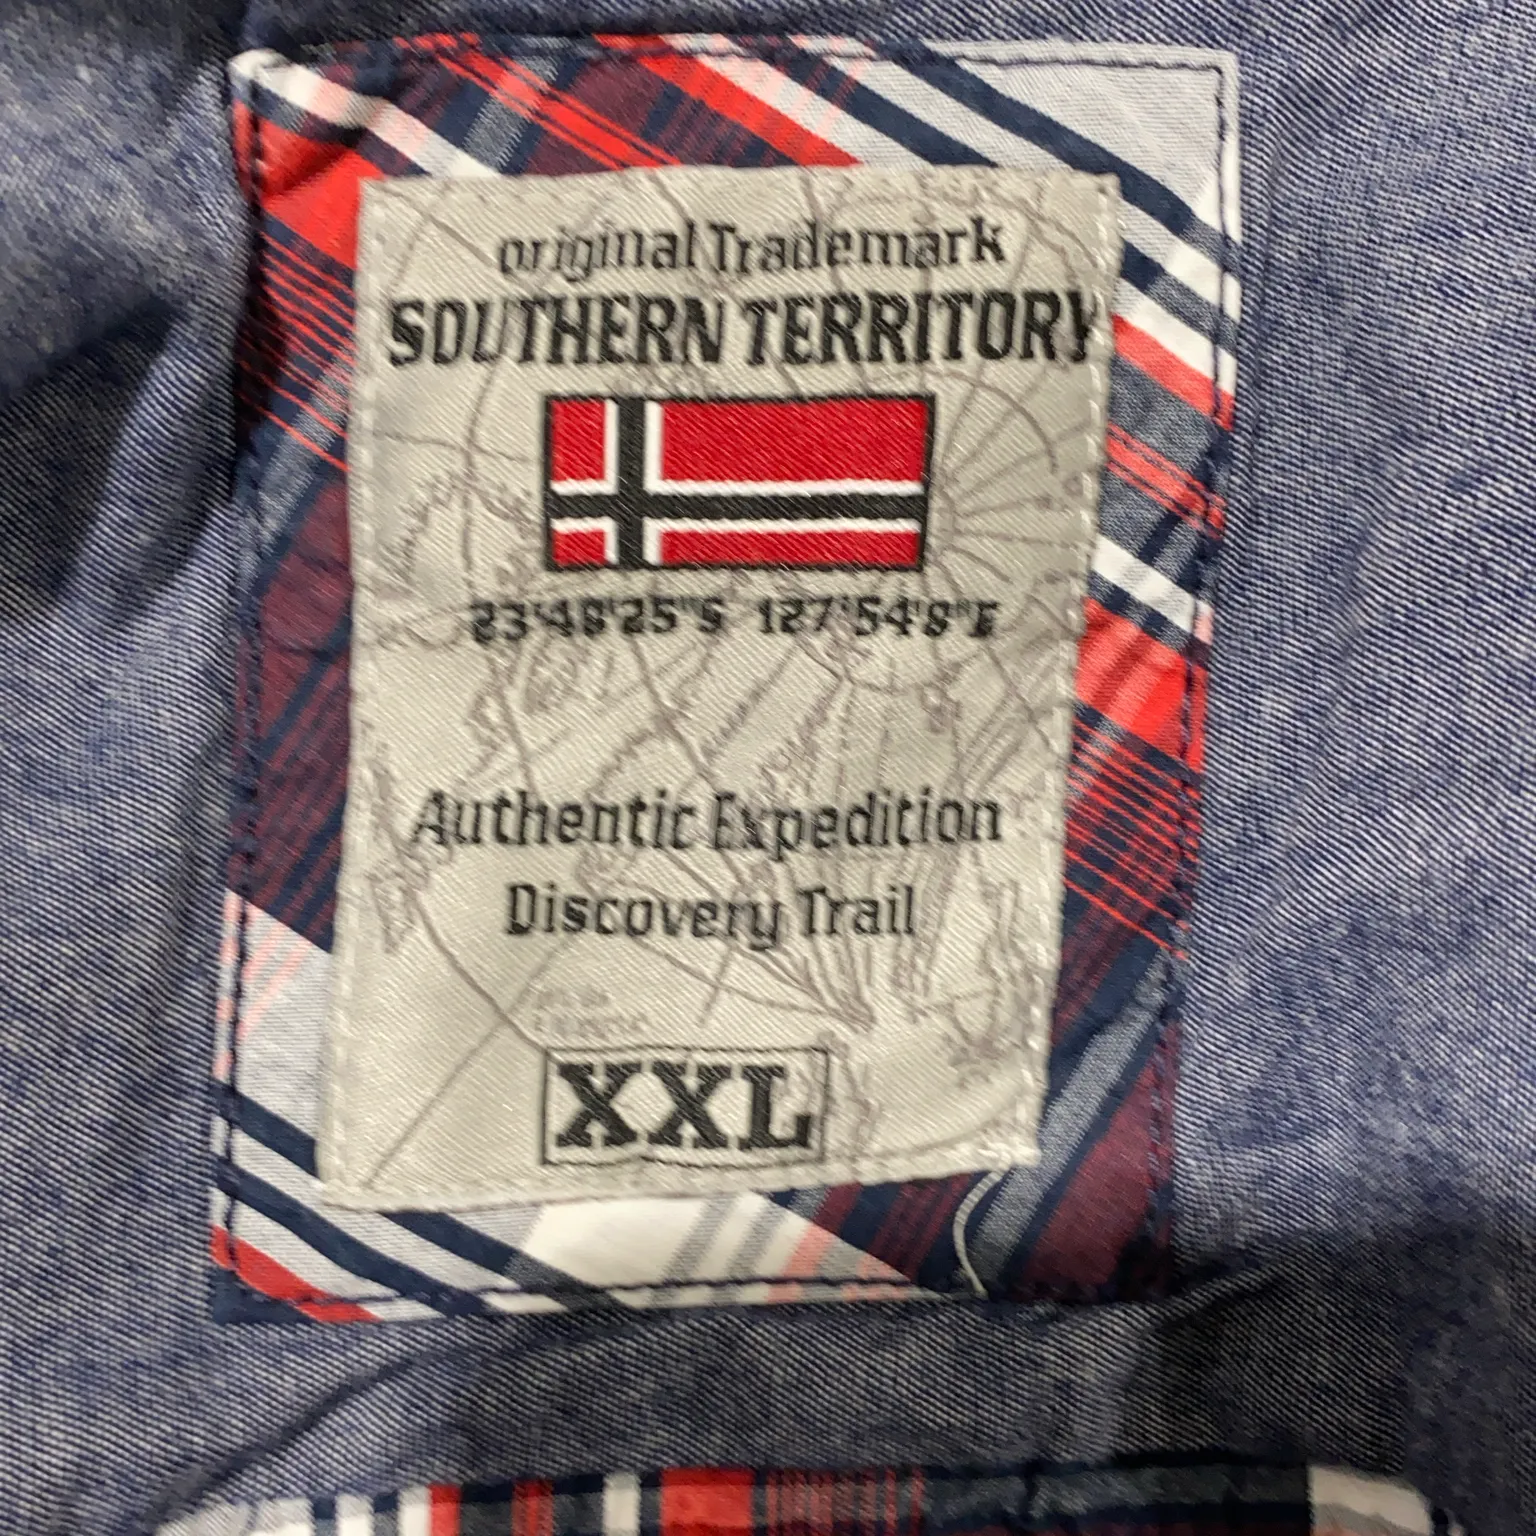 original Trademark
SOUTHERN TERRITORY
23'48'25"S 127'54'8"E
Authentic Expedition
Discovery Trail
XXL